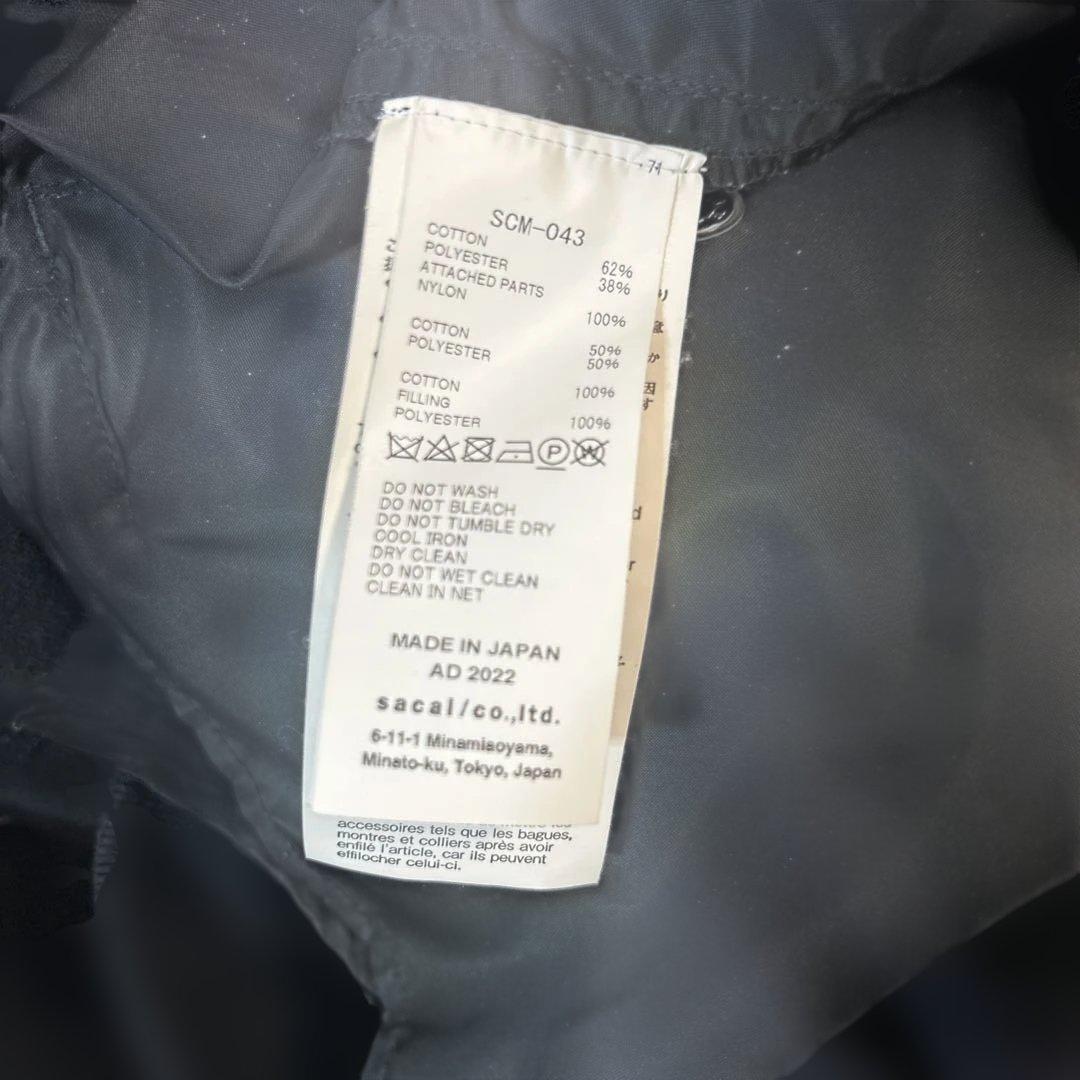 71
SCM-043
COTTON 62%
POLYESTER 38%
ATTACHED PARTS
NYLON 100%
COTTON 50%
POLYESTER 50%
COTTON 100%
FILLING
POLYESTER 100%
P W
DO NOT WASH
DO NOT BLEACH
DO NOT TUMBLE DRY
COOL IRON
DRY CLEAN
DO NOT WET CLEAN
CLEAN IN NET
MADE IN JAPAN
AD 2022
sacai/co.,ltd.
6-11-1 Minamiaoyama,
Minato-ku, Tokyo, Japan
accessoires tels que les bagues,
montres et colliers après avoir
enfilé l'article, car ils peuvent
effilocher celui-ci.